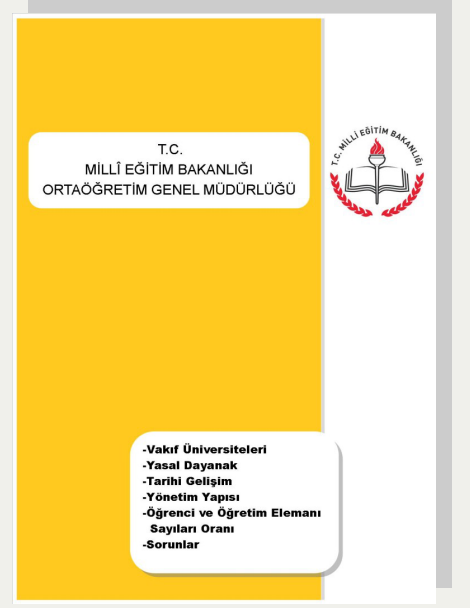 T.C.
MİLLÎ EĞİTİM BAKANLIĞI
ORTAÖĞRETİM GENEL MÜDÜRLÜĞÜ
T.C. MİLLİ EĞİTİM BAKANLIĞI
-Vakıf Üniversiteleri
-Yasal Dayanak
-Tarihi Gelişim
-Yönetim Yapısı
-Öğrenci ve Öğretim Elemanı
Sayıları Oranı
-Sorunlar